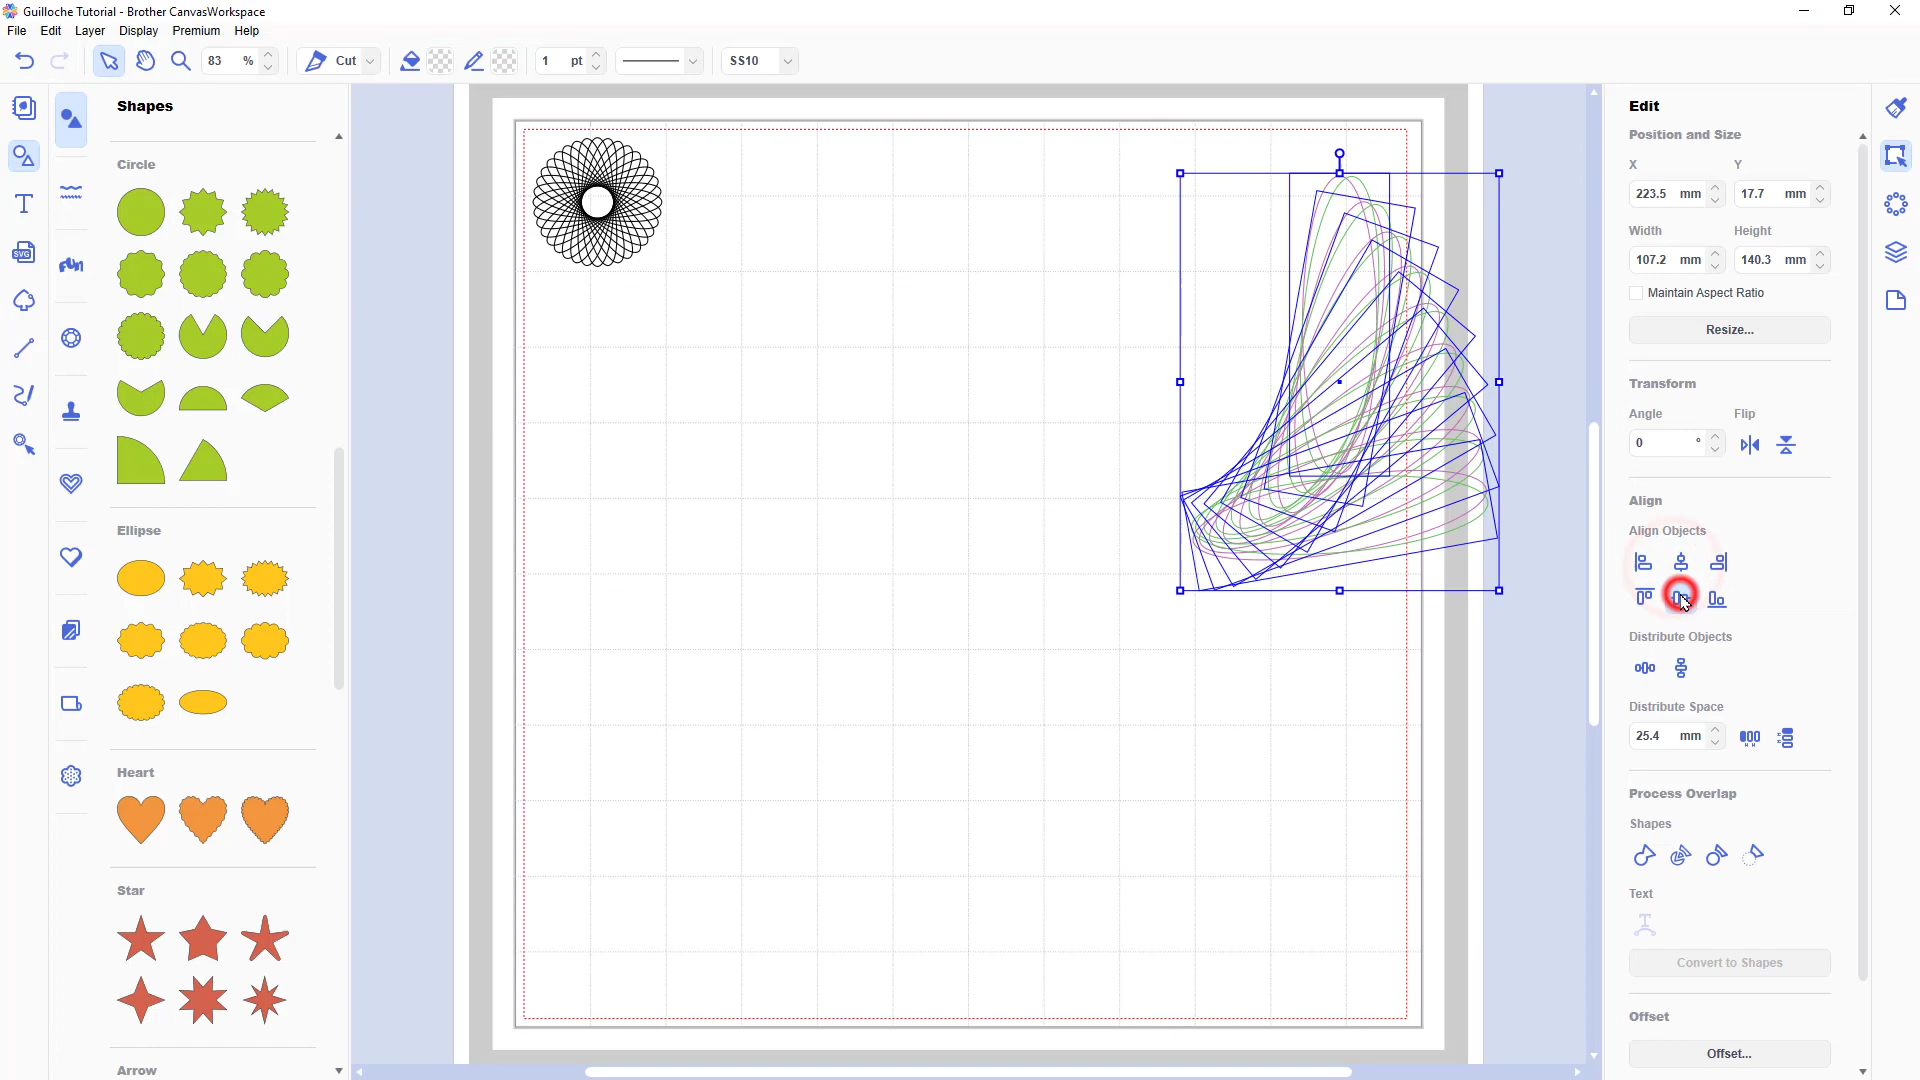 Guilloche Tutorial - Brother CanvasWorkspace
File Edit Layer Display Premium Help
83 % Cut 1 pt SS10
Shapes
Circle
Ellipse
Heart
Star
Arrow
SVG
Fun
Edit
Position and Size
X Y
223.5 mm 17.7 mm
Width Height
107.2 mm 140.3 mm
Maintain Aspect Ratio
Resize...
Transform
Angle Flip
0 °
Align
Align Objects
Distribute Objects
Distribute Space
25.4 mm
Process Overlap
Shapes
Text
Convert to Shapes
Offset
Offset...